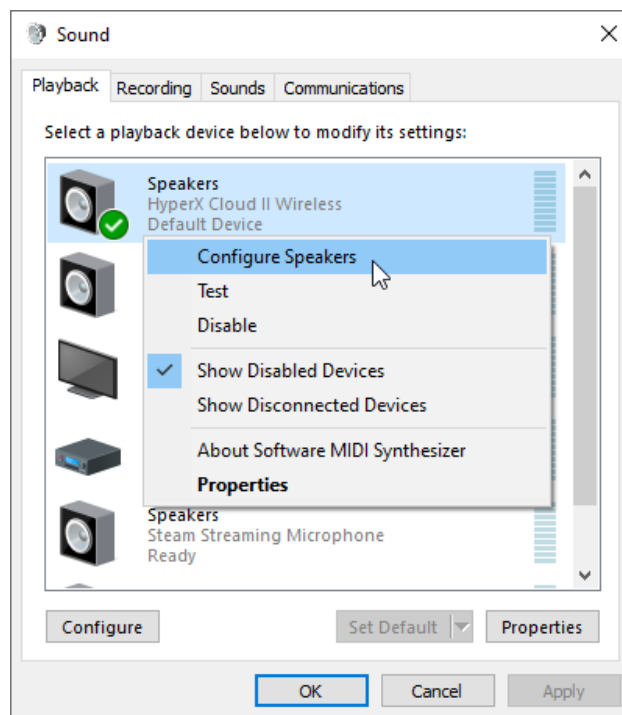 Sound
Playback Recording Sounds Communications
Select a playback device below to modify its settings:
Speakers
HyperX Cloud II Wireless
Default Device
Configure Speakers
Test
Disable
Show Disabled Devices
Show Disconnected Devices
About Software MIDI Synthesizer
Properties
Speakers
Steam Streaming Microphone
Ready
Configure Set Default Properties
OK Cancel Apply